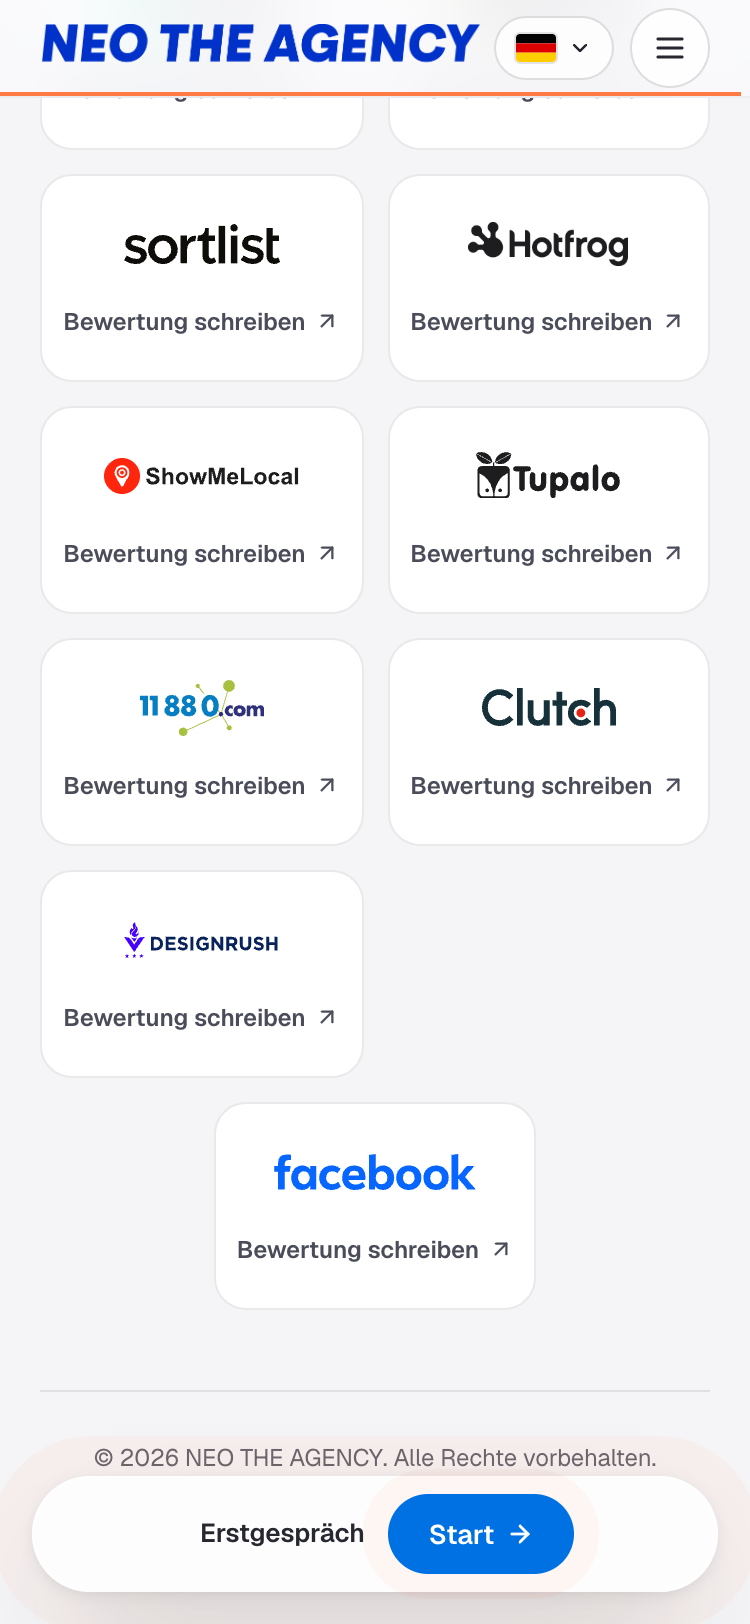 NEO THE AGENCY
sortlist
Hotfrog
Bewertung schreiben
Bewertung schreiben
ShowMeLocal
Tupalo
Bewertung schreiben
Bewertung schreiben
11880.com
Clutch
Bewertung schreiben
Bewertung schreiben
DESIGNRUSH
Bewertung schreiben
facebook
Bewertung schreiben
© 2026 NEO THE AGENCY. Alle Rechte vorbehalten.
Erstgespräch
Start